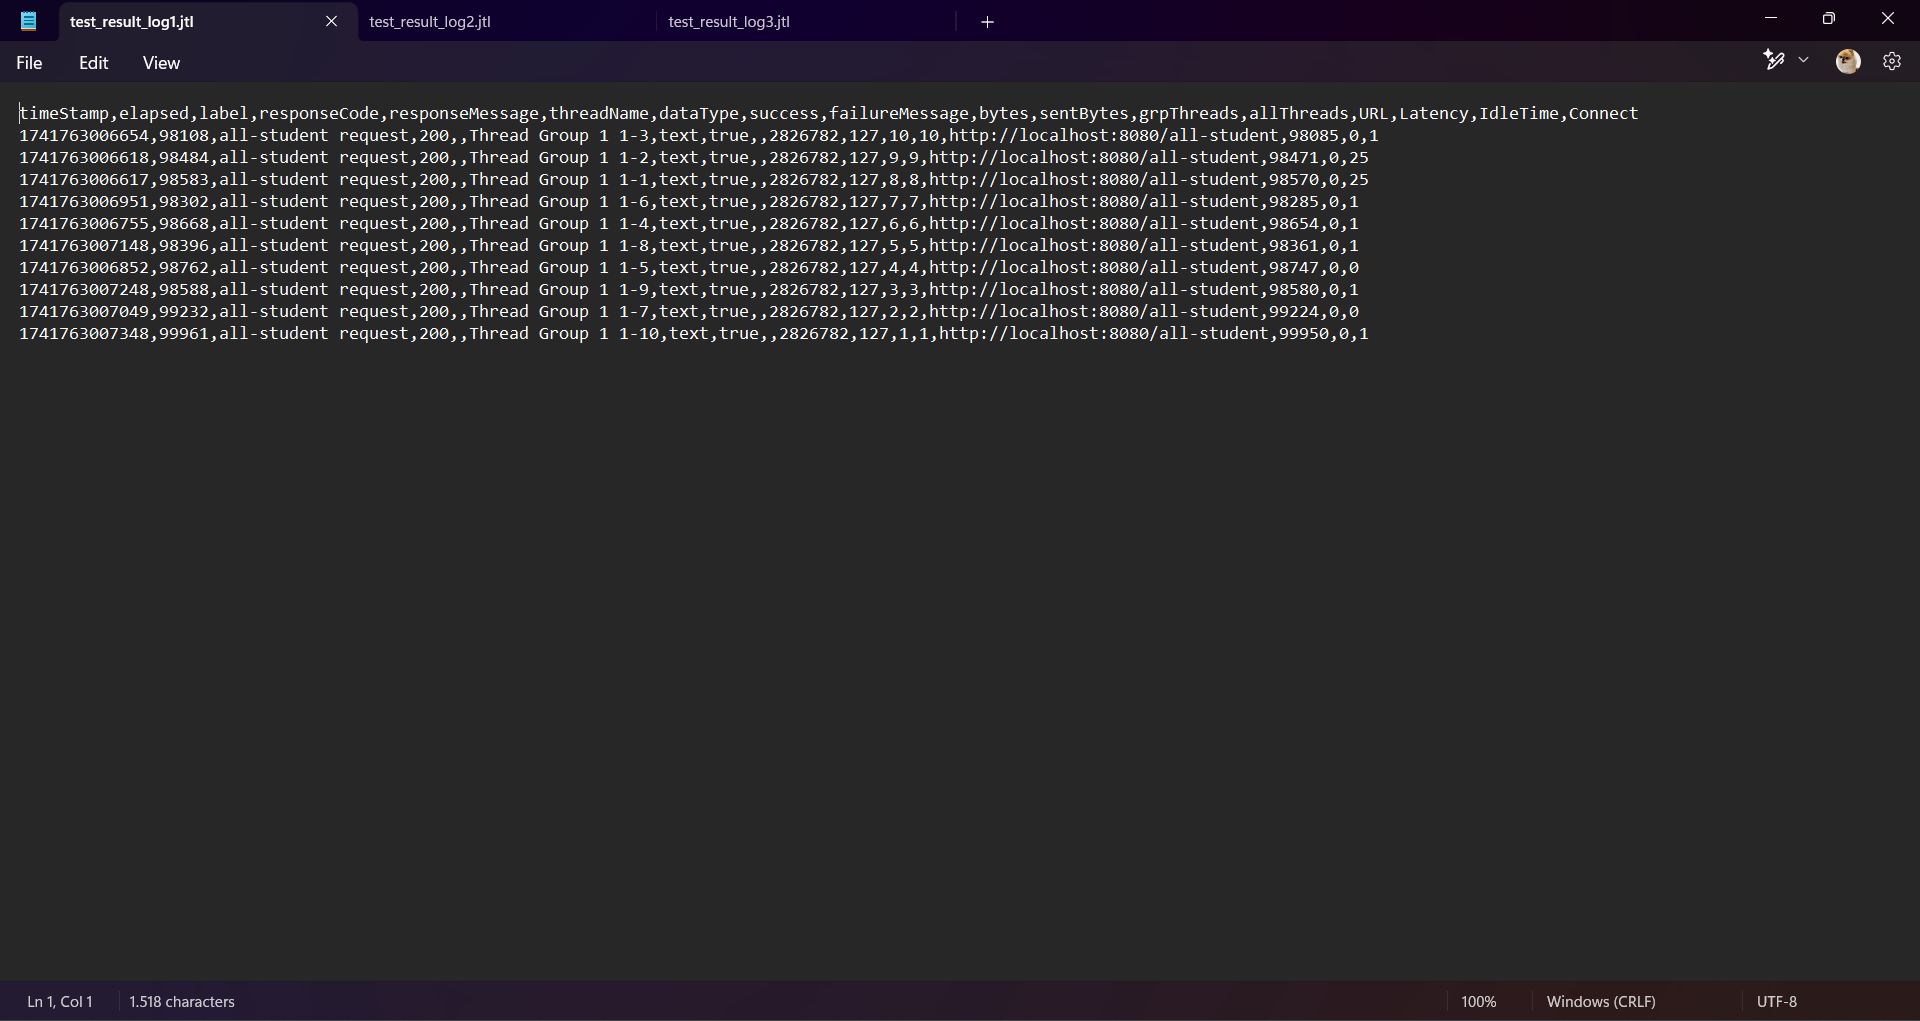 test_result_log1.jtl
test_result_log2.jtl
test_result_log3.jtl
File Edit View
timeStamp,elapsed,label,responseCode,responseMessage,threadName,dataType,success,failureMessage,bytes,sentBytes,grpThreads,allThreads,URL,Latency,IdleTime,Connect
1741763006654,98108,all-student request,200,,Thread Group 1 1-3,text,true,,2826782,127,10,10,http://localhost:8080/all-student,98085,0,1
1741763006618,98484,all-student request,200,,Thread Group 1 1-2,text,true,,2826782,127,9,9,http://localhost:8080/all-student,98471,0,25
1741763006617,98583,all-student request,200,,Thread Group 1 1-1,text,true,,2826782,127,8,8,http://localhost:8080/all-student,98570,0,25
1741763006951,98302,all-student request,200,,Thread Group 1 1-6,text,true,,2826782,127,7,7,http://localhost:8080/all-student,98285,0,1
1741763006755,98668,all-student request,200,,Thread Group 1 1-4,text,true,,2826782,127,6,6,http://localhost:8080/all-student,98654,0,1
1741763007148,98396,all-student request,200,,Thread Group 1 1-8,text,true,,2826782,127,5,5,http://localhost:8080/all-student,98361,0,1
1741763006852,98762,all-student request,200,,Thread Group 1 1-5,text,true,,2826782,127,4,4,http://localhost:8080/all-student,98747,0,0
1741763007248,98588,all-student request,200,,Thread Group 1 1-9,text,true,,2826782,127,3,3,http://localhost:8080/all-student,98580,0,1
1741763007049,99232,all-student request,200,,Thread Group 1 1-7,text,true,,2826782,127,2,2,http://localhost:8080/all-student,99224,0,0
1741763007348,99961,all-student request,200,,Thread Group 1 1-10,text,true,,2826782,127,1,1,http://localhost:8080/all-student,99950,0,1
Ln 1, Col 1
1.518 characters
100%
Windows (CRLF)
UTF-8